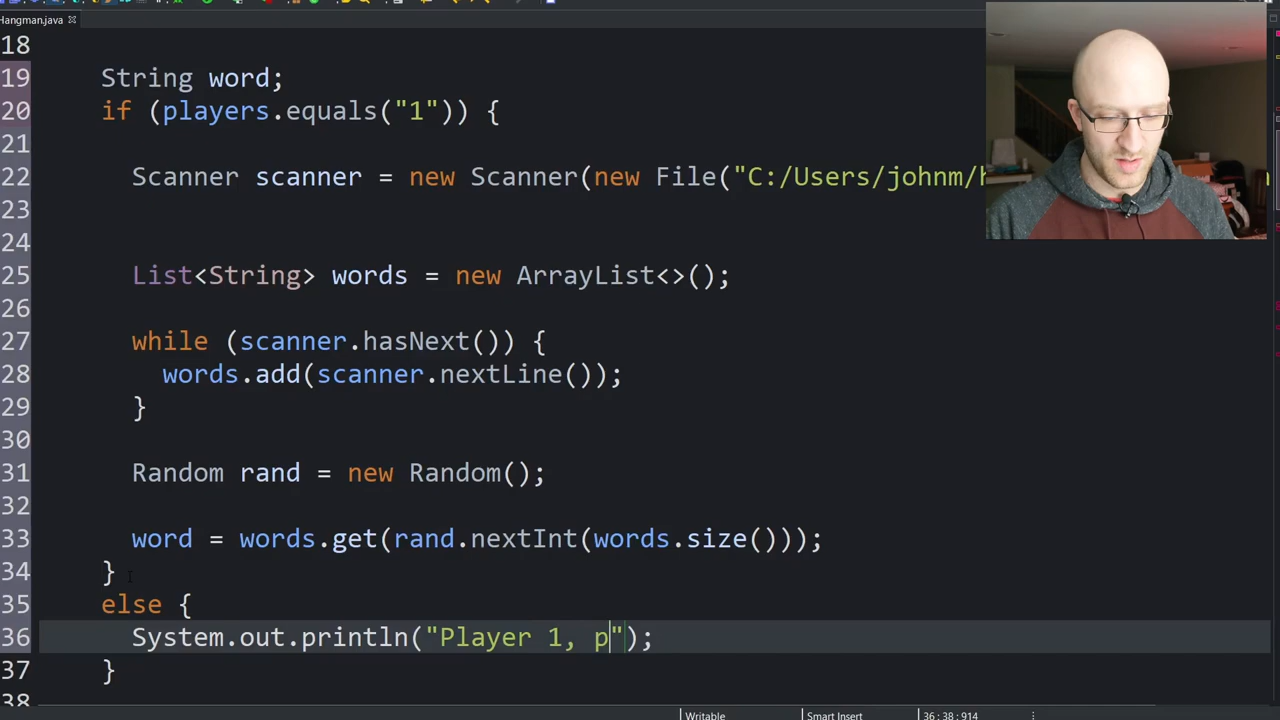 Hangman.java
18
19 String word;
20 if (players.equals("1")) {
21
22 Scanner scanner = new Scanner(new File("C:/Users/johnm/
23
24
25 List<String> words = new ArrayList<>();
26
27 while (scanner.hasNext()) {
28 words.add(scanner.nextLine());
29 }
30
31 Random rand = new Random();
32
33 word = words.get(rand.nextInt(words.size()));
34 }
35 else {
36 System.out.println("Player 1, p");
37 }
38
Writable Smart Insert 36 : 38 : 914